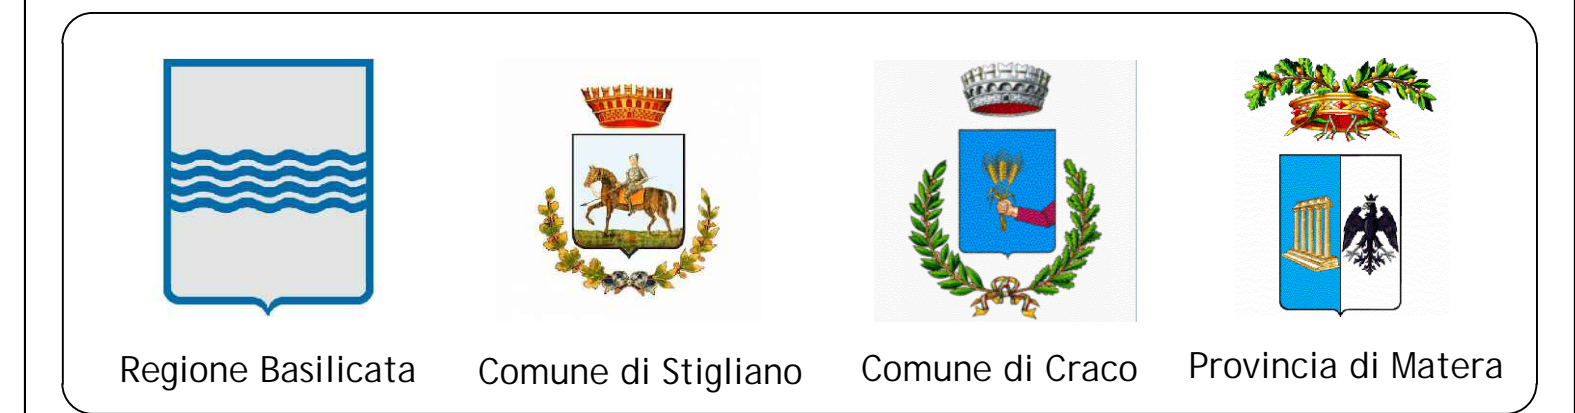 Regione Basilicata
Comune di Stigliano
Comune di Craco
Provincia di Matera